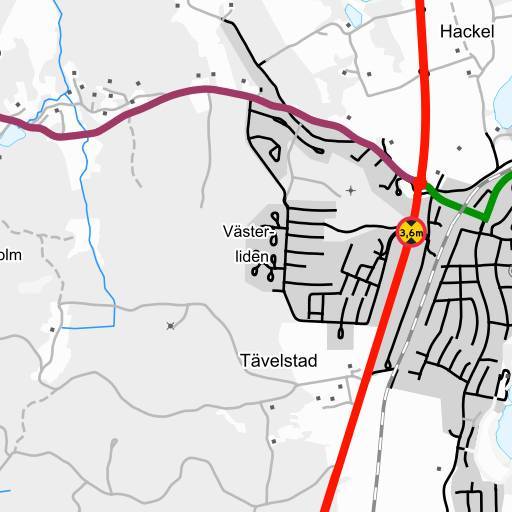 Hackel
3,6m
Väster-
liden
olm
Tävelstad